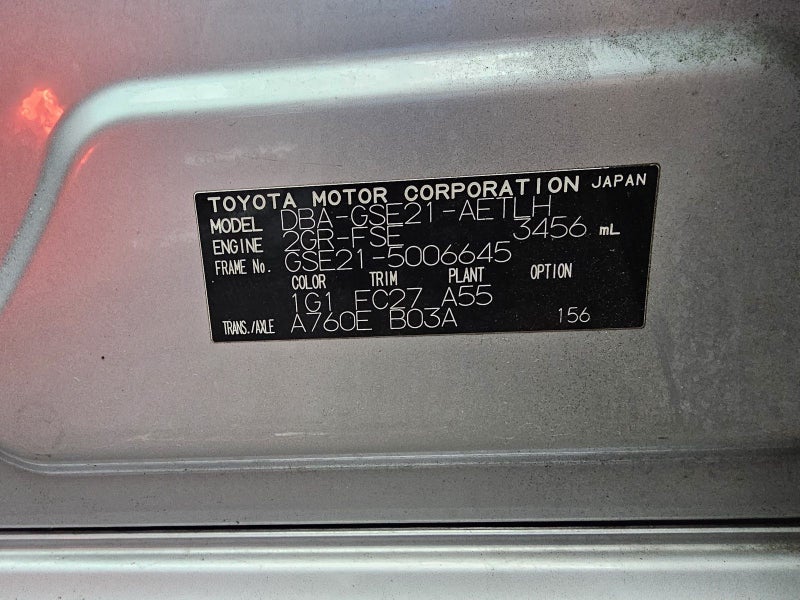 TOYOTA MOTOR CORPORATION JAPAN
MODEL DBA-GSE21-AETLH
ENGINE 2GR-FSE 3456 mL
FRAME No. GSE21-5006645
COLOR TRIM PLANT OPTION
1G1 FC27 A55
TRANS./AXLE A760E B03A 156